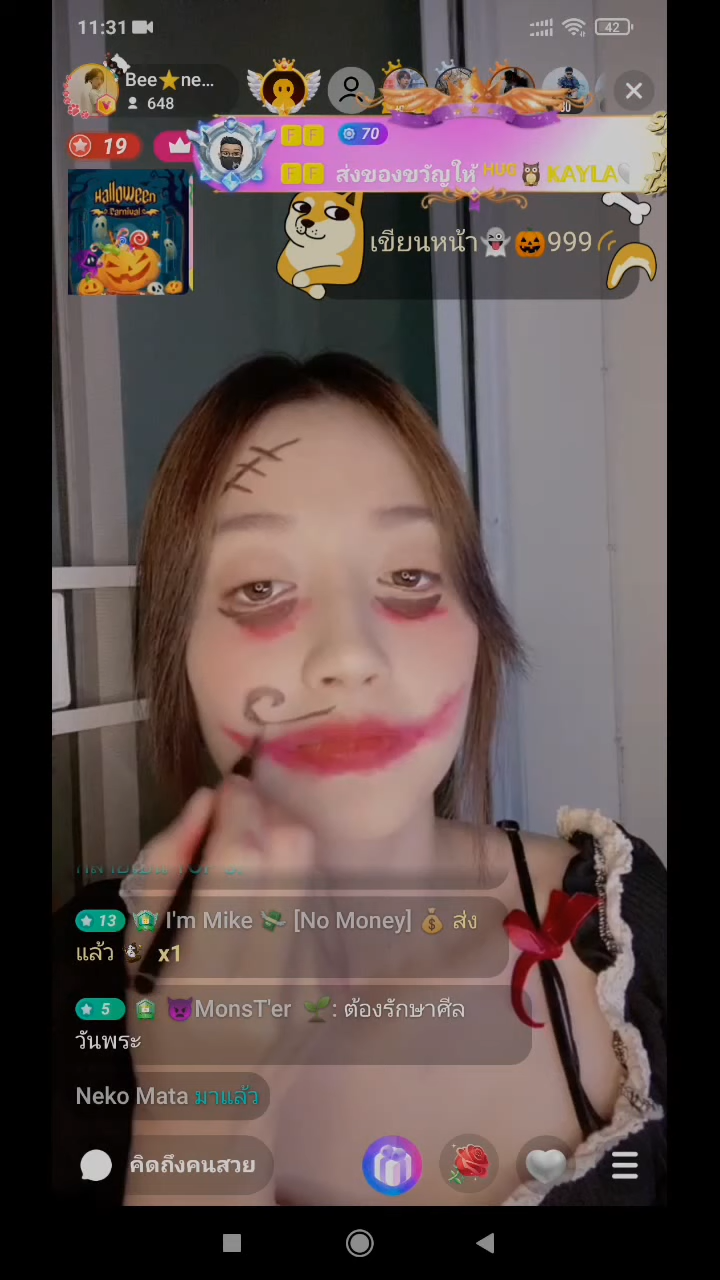 11:31
42
Bee⭐ne...
648
19
FF 70
FF ส่งของขวัญให้ HUG🦉KAYLA
Halloween
Carnival
เขียนหน้า👻🎃999
13 I'm Mike 💸 [No Money] 💰 ส่ง
แล้ว x1
5 😈MonsT'er 🌱: ต้องรักษาศีล
วันพระ
Neko Mata มาแล้ว
คิดถึงคนสวย